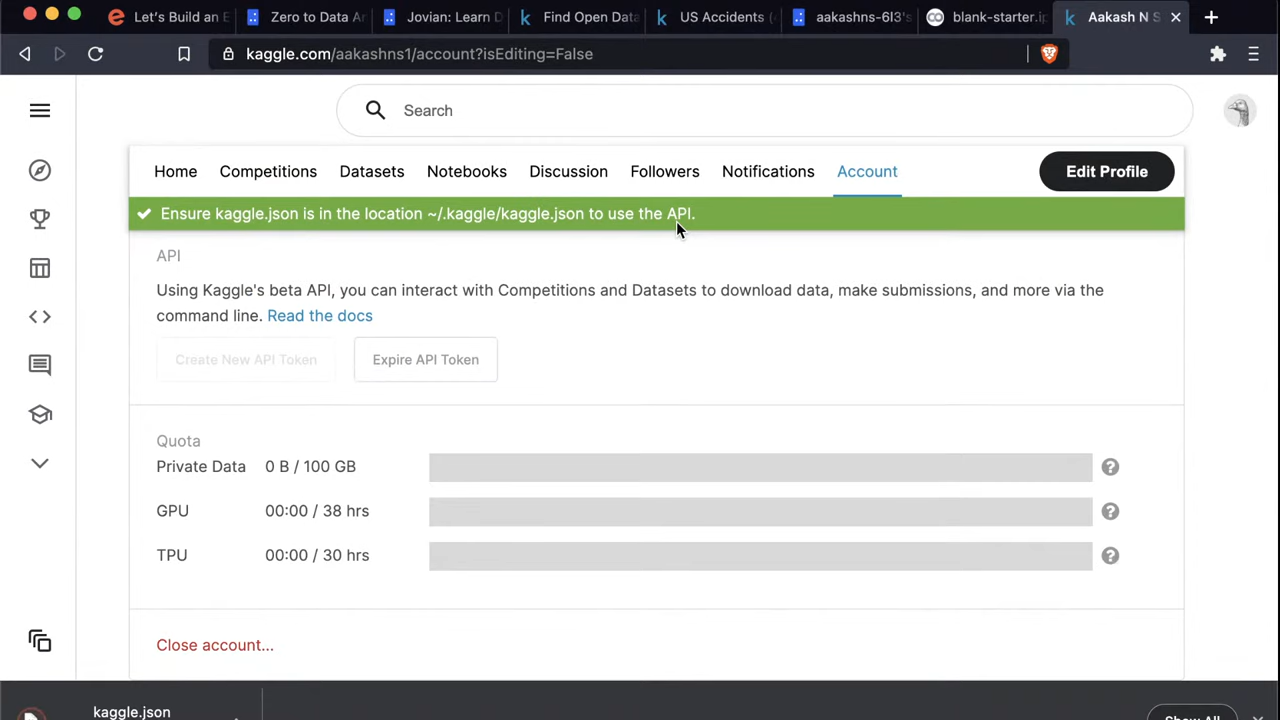 Let's Build an E
Zero to Data An
Jovian: Learn D
Find Open Data
US Accidents (4
aakashns-6l3's
blank-starter.ip
Aakash N S
kaggle.com/aakashns1/account?isEditing=False
Search
Home
Competitions
Datasets
Notebooks
Discussion
Followers
Notifications
Account
Edit Profile
Ensure kaggle.json is in the location ~/.kaggle/kaggle.json to use the API.
API
Using Kaggle's beta API, you can interact with Competitions and Datasets to download data, make submissions, and more via the
command line. Read the docs
Create New API Token
Expire API Token
Quota
Private Data 0 B / 100 GB
GPU 00:00 / 38 hrs
TPU 00:00 / 30 hrs
Close account...
kaggle.json
Show All